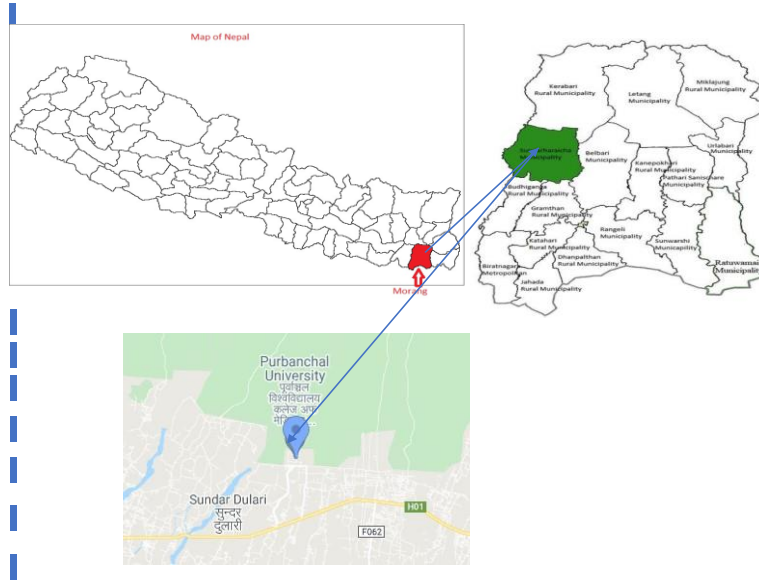 Map of Nepal
Morang
Kerabari
Rural Municipality
Letang
Municipality
Miklajung
Rural Municipality
Municipality
Belbari
Municipality
Urlabari
Municipality
Kanepokhari
Rural Municipality
Pathari Sanischare
Municipality
Budhiganga
Rural Municipality
Gramthan
Rural Municipality
Rangeli
Municipality
Sunwarshi
Katahari
Rural Municipality
Dhanpalthan
Rural Municipality
Biratnagar
Jahada
Rural Municipality
Ratuwamai
Municipality
Purbanchal
University
पूर्वाञ्चल
विश्वविद्यालय
कलेज अफ
Sundar Dulari
सुन्दर
दुलारी
H01
F062